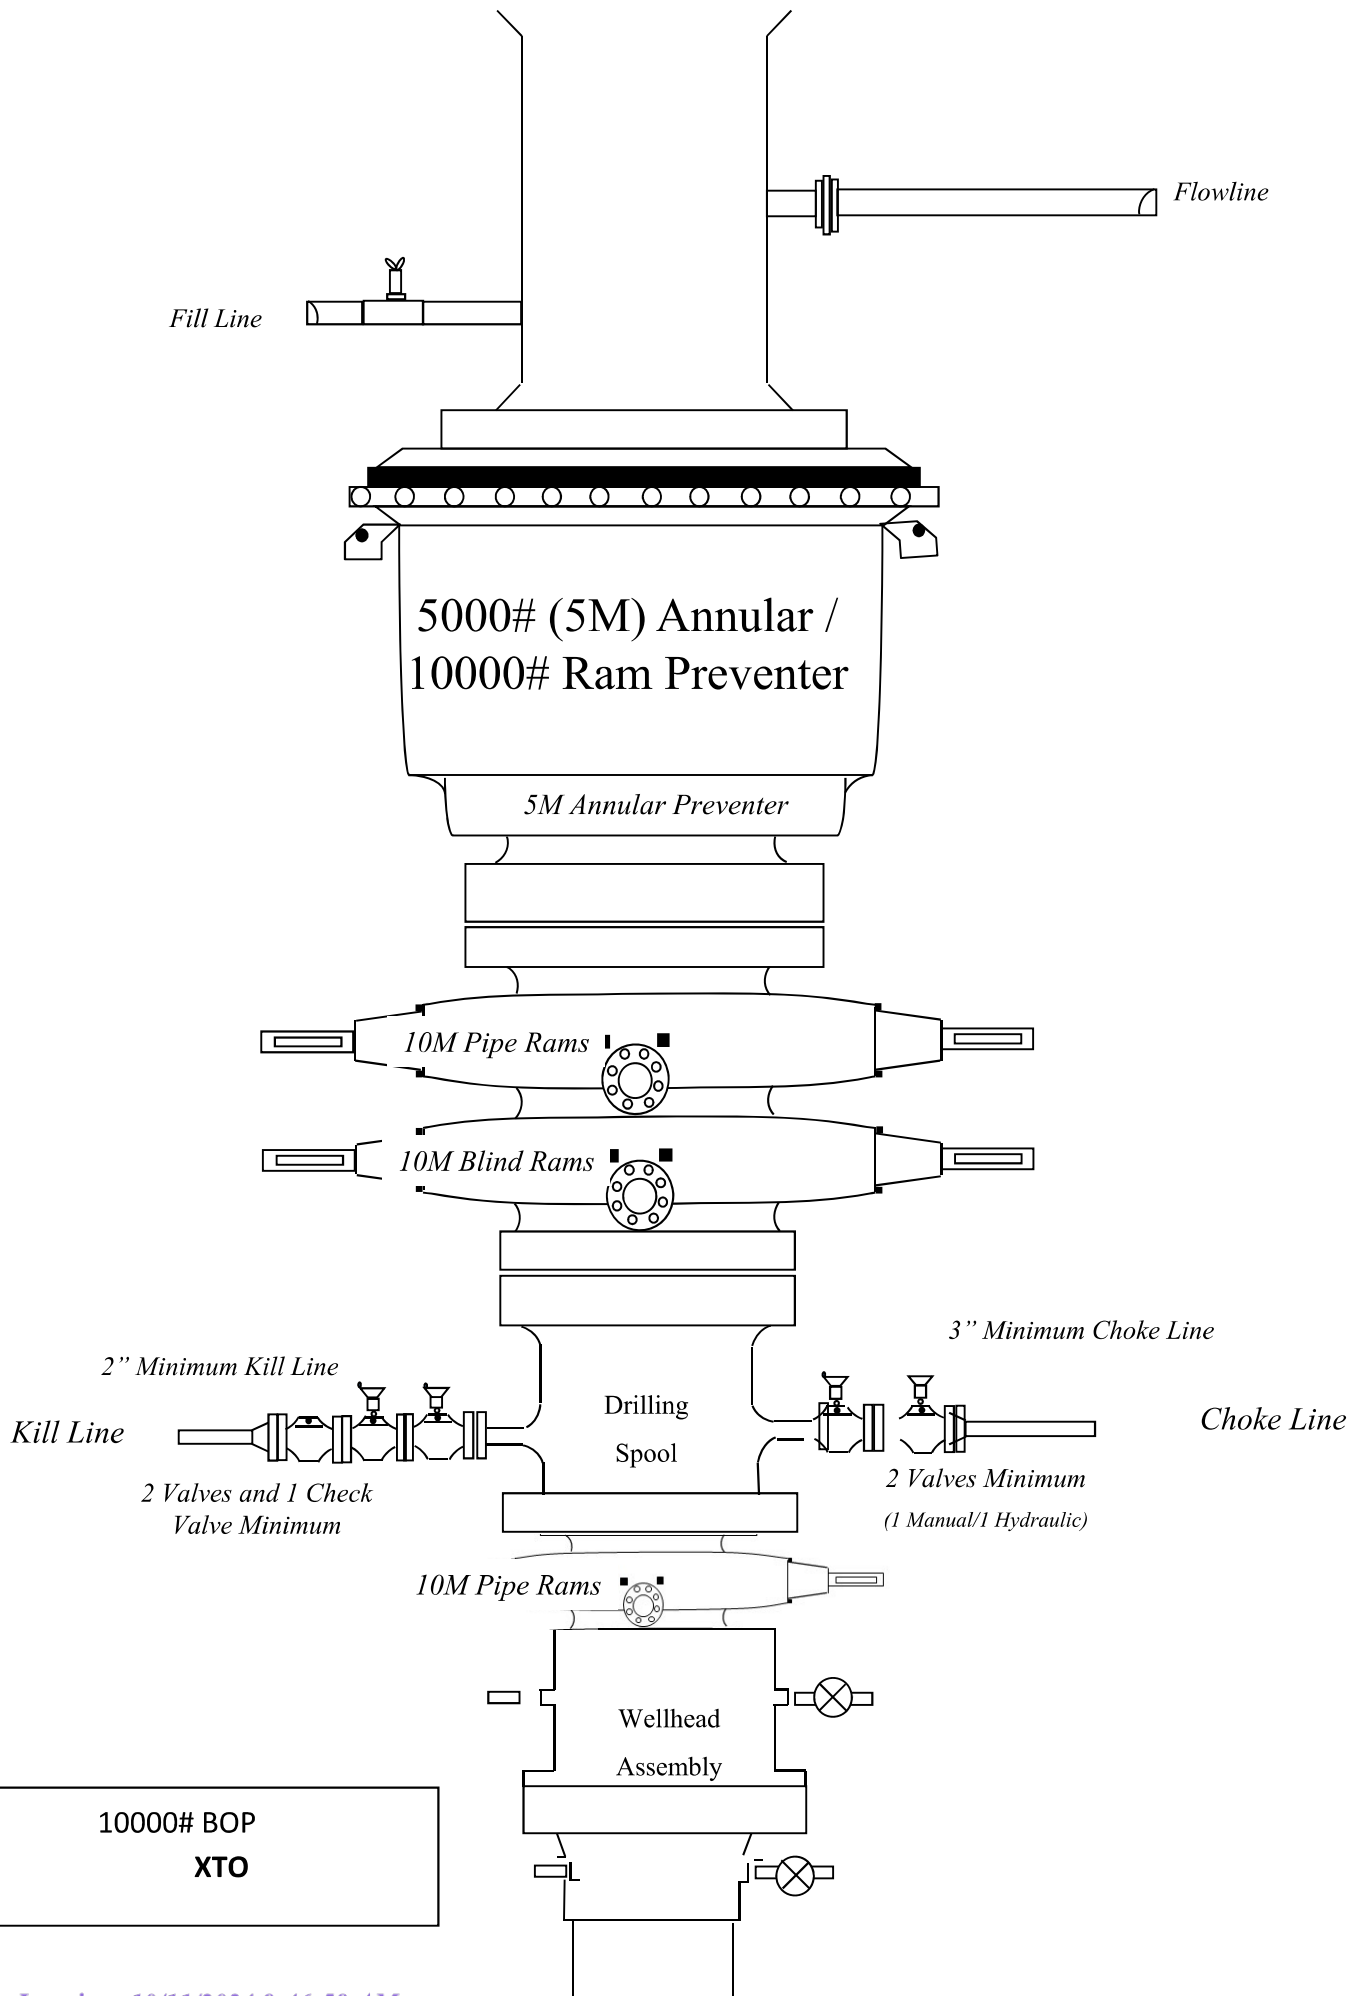 Flowline
Fill Line
5000# (5M) Annular /
10000# Ram Preventer
5M Annular Preventer
10M Pipe Rams
10M Blind Rams
3” Minimum Choke Line
2” Minimum Kill Line
Drilling
Spool
Kill Line
Choke Line
2 Valves and 1 Check
Valve Minimum
2 Valves Minimum
(1 Manual/1 Hydraulic)
10M Pipe Rams
Wellhead
Assembly
10000# BOP
XTO